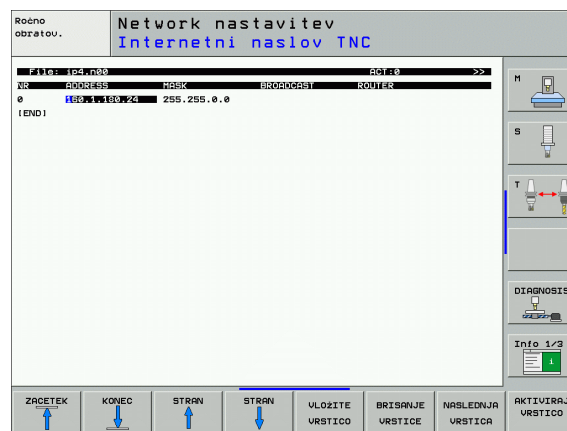 Ročno
obratov.
Network nastavitev
Internetni naslov TNC
File: ip4.n00 ACT:0 >>
NR ADDRESS MASK BROADCAST ROUTER
0 160.1.180.24 255.255.0.0
[END]
M
S
T
DIAGNOSIS
Info 1/3
i
ZAČETEK
KONEC
STRAN
STRAN
VLOŽITE
VRSTICO
BRISANJE
VRSTICE
NASLEDNJA
VRSTICA
AKTIVIRAJ
VRSTICO